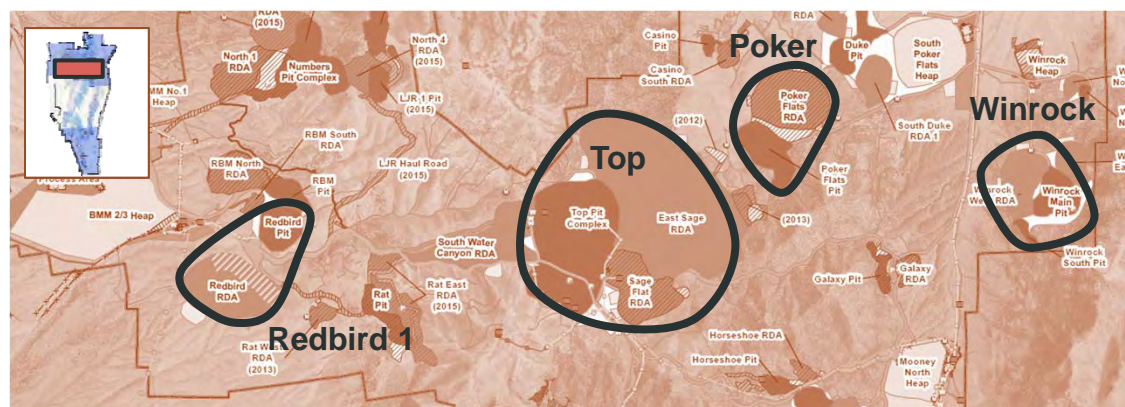 RDA
(2015)
North 4
RDA
(2015)
North 1
RDA
Numbers
Pit Complex
MM No.1
Heap
LJR 1 Pit
(2015)
RBM South
RDA
RBM North
RDA
LJR Haul Road
(2015)
RBM
Pit
Process Area
BMM 2/3 Heap
Redbird
Pit
Redbird
RDA
Redbird 1
South Water
Canyon RDA
Rat
Pit
Rat East
RDA
(2015)
Rat West
RDA
(2013)
Casino
Pit
Casino
South RDA
RDA
Duke
Pit
South
Poker
Flats
Heap
Poker
Poker
Flats
RDA
(2012)
South Duke
RDA 1
Poker
Flats
Pit
Top
Top Pit
Complex
East Sage
RDA
Sage
Flat
RDA
(2013)
Galaxy Pit
Galaxy
RDA
Horseshoe RDA
Horseshoe Pit
Mooney
North
Heap
Winrock
Heap
Winrock
Winrock
RDA
Winrock
Main
Pit
Winrock
South Pit